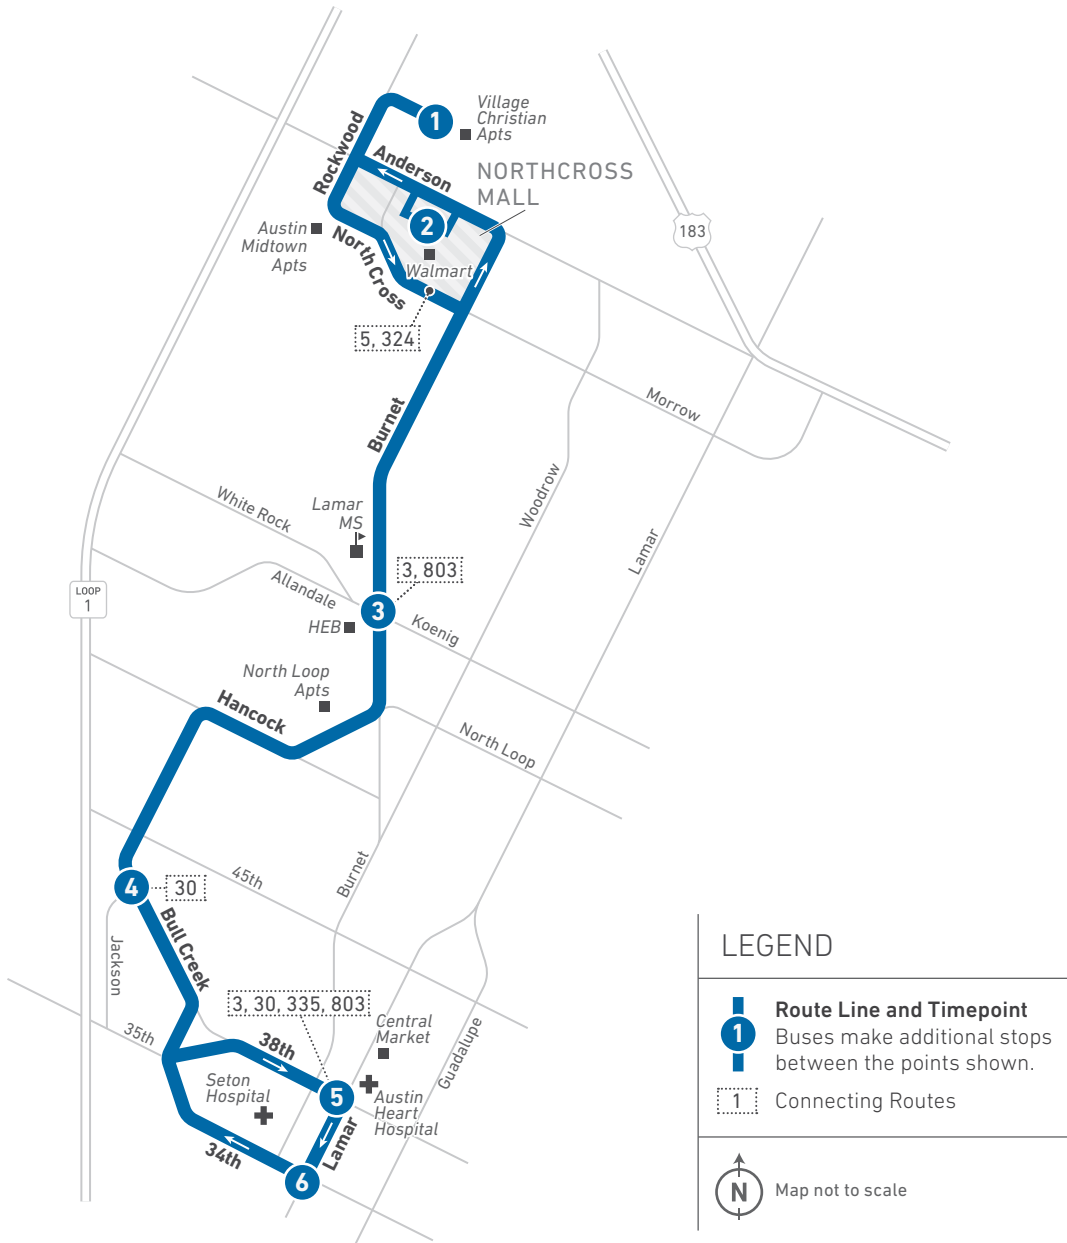 Village
Christian
Apts
1
Rockwood
Anderson
NORTHCROSS
MALL
2
Austin
Midtown
Apts
North Cross
Walmart
183
5, 324
Burnet
Morrow
Woodrow
Lamar
White Rock
Lamar
MS
3, 803
Allandale
LOOP
1
3
HEB
Koenig
North Loop
Apts
Hancock
North Loop
45th
Burnet
4
30
Bull Creek
Jackson
35th
3, 30, 335, 803
38th
Central
Market
Guadalupe
Seton
Hospital
5
Austin
Heart
Hospital
Lamar
34th
6
LEGEND
1
Route Line and Timepoint
Buses make additional stops
between the points shown.
1
Connecting Routes
N
Map not to scale